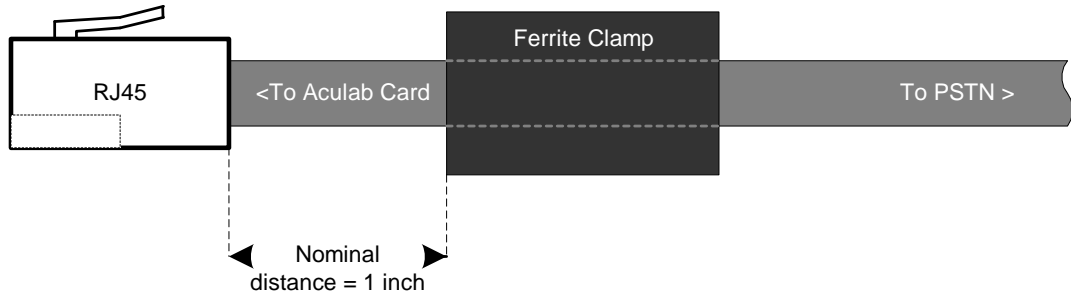 Ferrite Clamp
RJ45
<To Aculab Card
To PSTN >
Nominal
distance = 1 inch